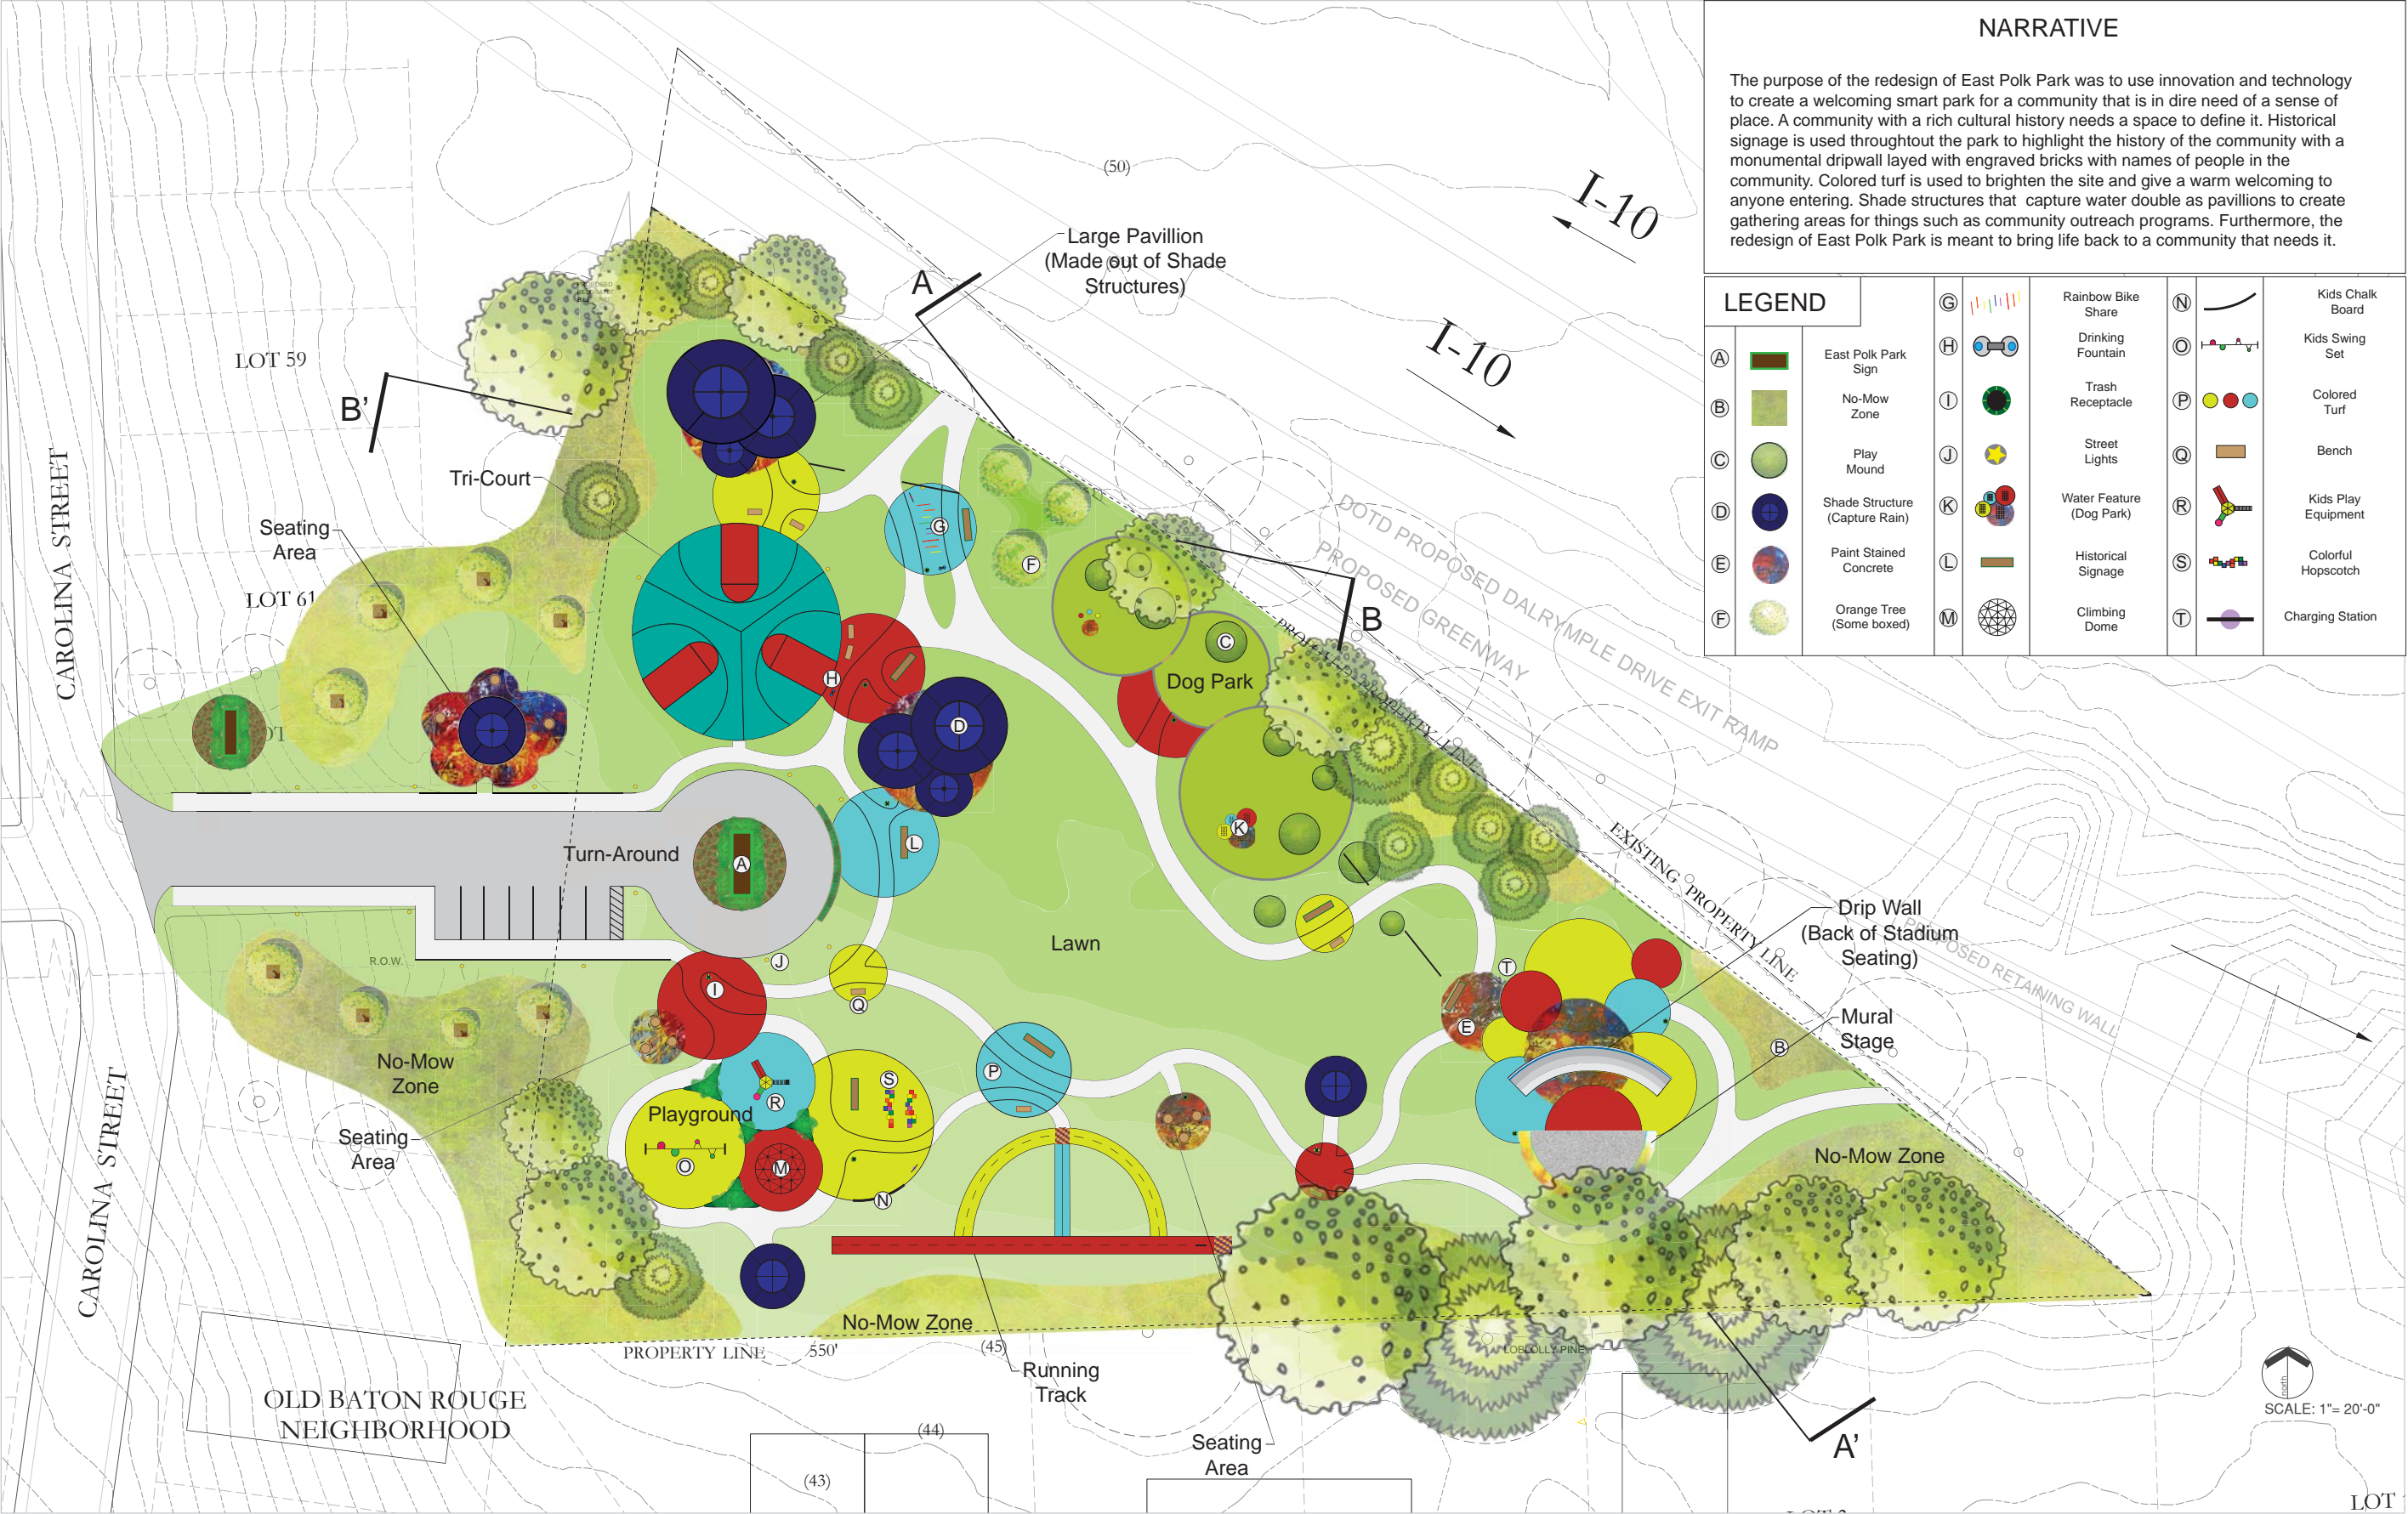 NARRATIVE
The purpose of the redesign of East Polk Park was to use innovation and technology
to create a welcoming smart park for a community that is in dire need of a sense of
place. A community with a rich cultural history needs a space to define it. Historical
signage is used throughtout the park to highlight the history of the community with a
monumental dripwall layed with engraved bricks with names of people in the
community. Colored turf is used to brighten the site and give a warm welcoming to
anyone entering. Shade structures that capture water double as pavillions to create
gathering areas for things such as community outreach programs. Furthermore, the
redesign of East Polk Park is meant to bring life back to a community that needs it.
LEGEND
A
East Polk Park
Sign
B
No-Mow
Zone
C
Play
Mound
D
Shade Structure
(Capture Rain)
E
Paint Stained
Concrete
F
Orange Tree
(Some boxed)
G
Rainbow Bike
Share
H
Drinking
Fountain
I
Trash
Receptacle
J
Street
Lights
K
Water Feature
(Dog Park)
L
Historical
Signage
M
Climbing
Dome
N
Kids Chalk
Board
O
Kids Swing
Set
P
Colored
Turf
Q
Bench
R
Kids Play
Equipment
S
Colorful
Hopscotch
T
Charging Station
(50)
I-10
I-10
Large Pavillion
(Made out of Shade
Structures)
A
LOT 59
B'
Tri-Court
Seating
Area
LOT 61
CAROLINA STREET
G
F
B
C
Dog Park
H
D
DOTD PROPOSED DALRYMPLE DRIVE EXIT RAMP
PROPOSED GREENWAY
PROPOSED PROPERTY LINE
EXISTING PROPERTY LINE
PROPOSED RETAINING WALL
K
L
Turn-Around
A
Lawn
Drip Wall
(Back of Stadium
Seating)
R.O.W.
J
I
Q
T
E
Mural
Stage
B
No-Mow
Zone
P
S
R
Playground
O
M
N
Seating
Area
No-Mow Zone
CAROLINA STREET
No-Mow Zone
PROPERTY LINE
550'
(45)
LOBLOLLY PINE
Running
Track
OLD BATON ROUGE
NEIGHBORHOOD
(44)
(43)
Seating
Area
A'
north
SCALE: 1"= 20'-0"
LOT